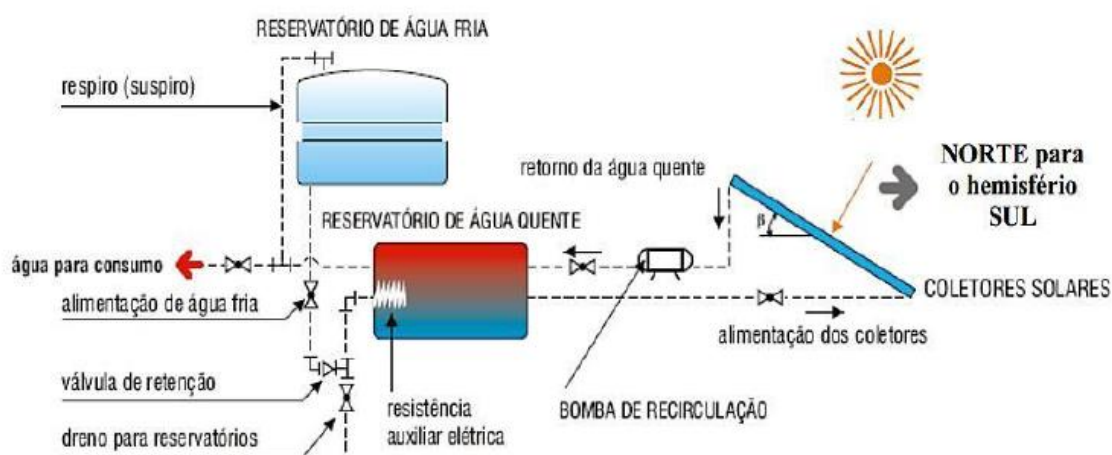 RESERVATÓRIO DE ÁGUA FRIA
respiro (suspiro)
retorno da água quente
NORTE para
o hemisfério
SUL
β
RESERVATÓRIO DE ÁGUA QUENTE
água para consumo
alimentação de água fria
COLETORES SOLARES
alimentação dos coletores
válvula de retenção
resistência
auxiliar elétrica
BOMBA DE RECIRCULAÇÃO
dreno para reservatórios